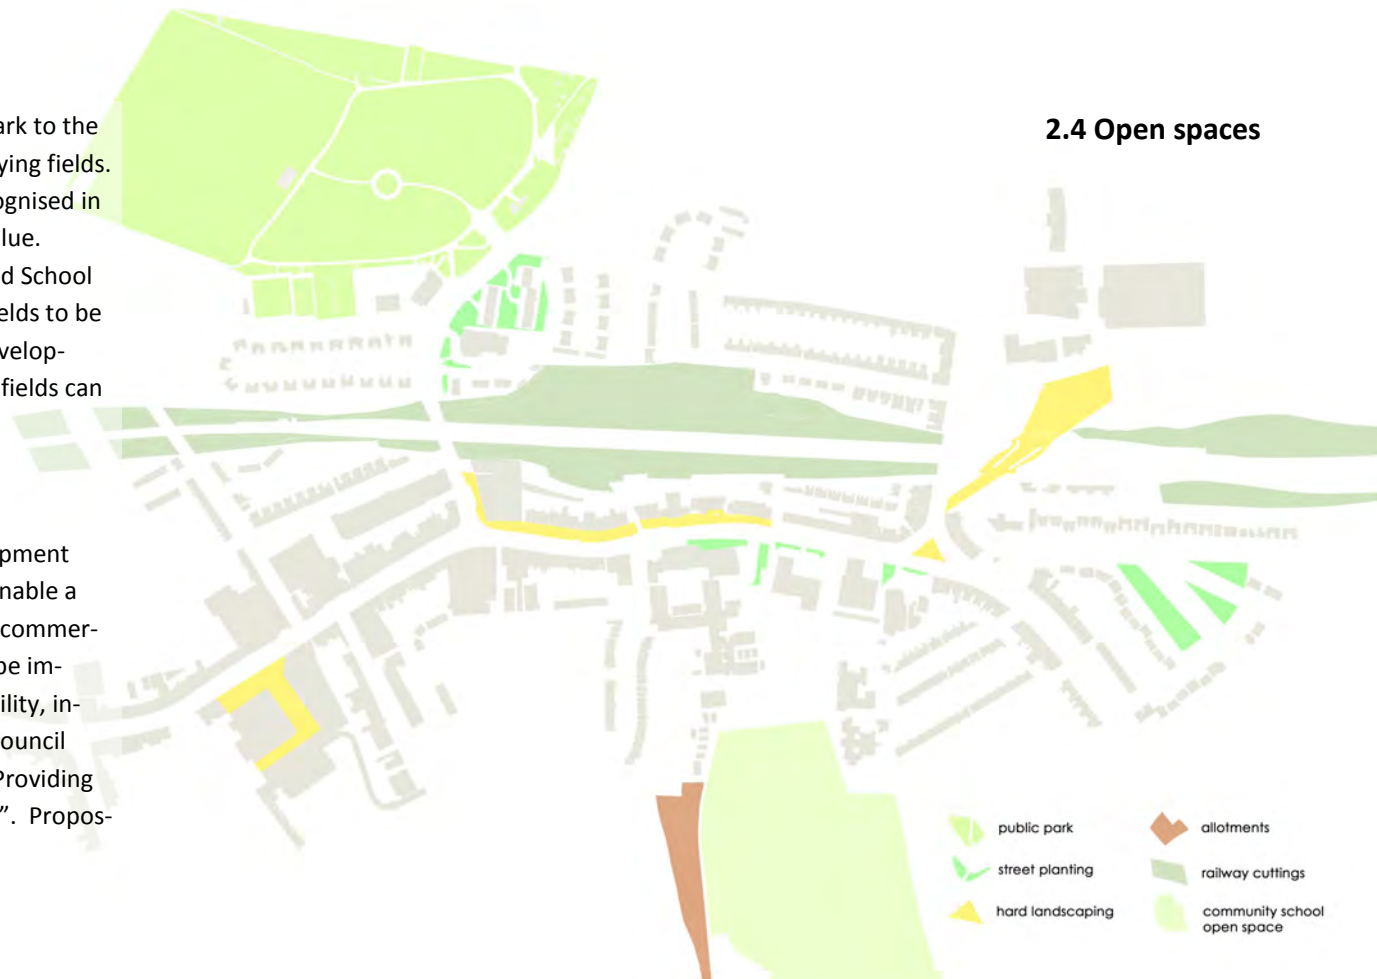 2.4 Open spaces
ark to the
ying fields.
ognised in
lue.
d School
elds to be
velop-
fields can
pment
nable a
commer-
be im-
ility, in-
ouncil
Providing
”. Propos-
public park
street planting
hard landscaping
allotments
railway cuttings
community school
open space